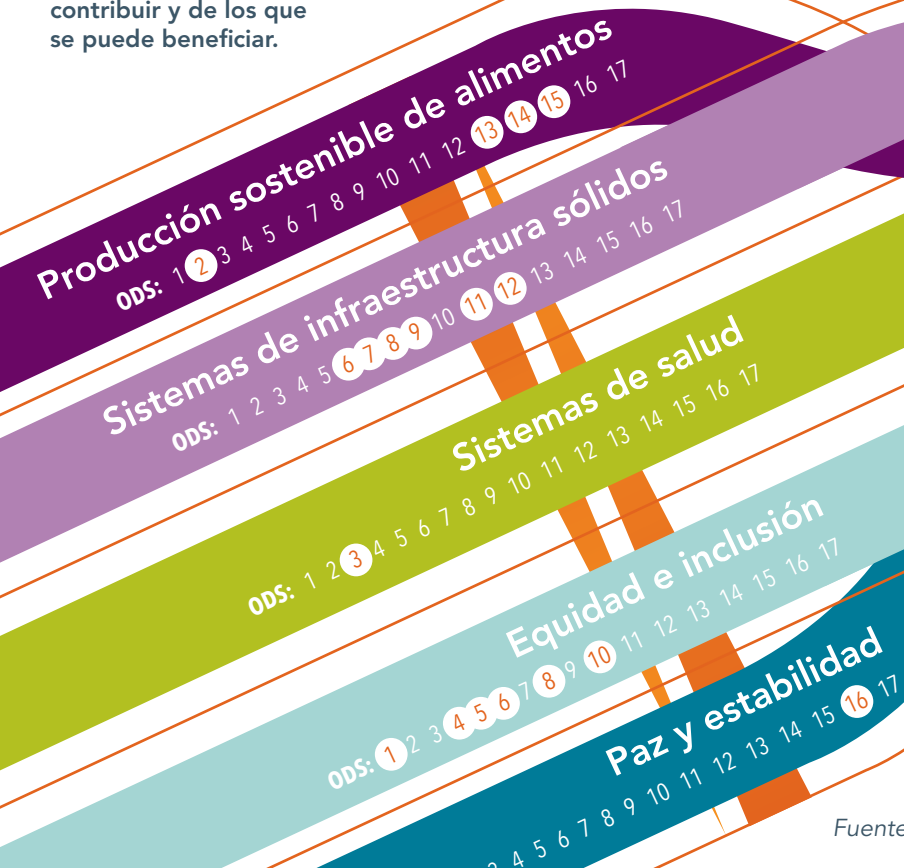 contribuir y de los que
se puede beneficiar.
Producción sostenible de alimentos
ODS: 1 2 3 4 5 6 7 8 9 10 11 12 13 14 15 16 17
Sistemas de infraestructura sólidos
ODS: 1 2 3 4 5 6 7 8 9 10 11 12 13 14 15 16 17
Sistemas de salud
ODS: 1 2 3 4 5 6 7 8 9 10 11 12 13 14 15 16 17
Equidad e inclusión
ODS: 1 2 3 4 5 6 7 8 9 10 11 12 13 14 15 16 17
Paz y estabilidad
4 5 6 7 8 9 10 11 12 13 14 15 16 17
Fuente